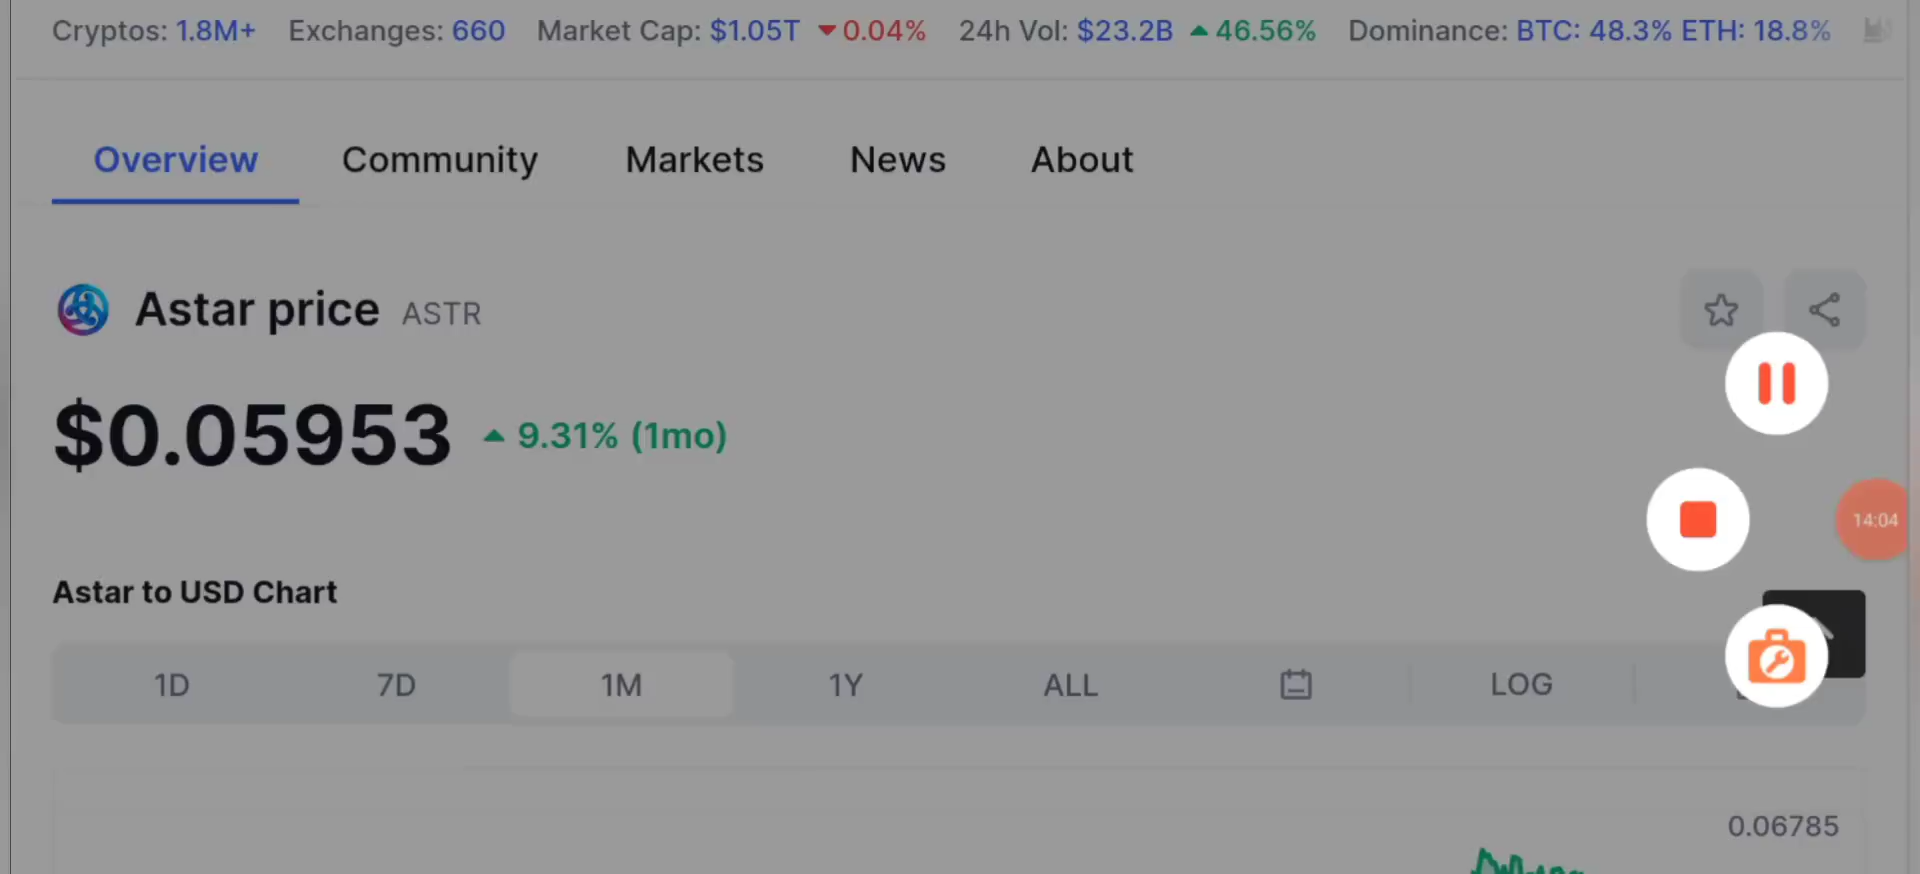 Cryptos: 1.8M+ Exchanges: 660 Market Cap: $1.05T 0.04% 24h Vol: $23.2B 46.56% Dominance: BTC: 48.3% ETH: 18.8%
Overview Community Markets News About
Astar price ASTR
$0.05953 9.31% (1mo)
14:04
Astar to USD Chart
1D 7D 1M 1Y ALL LOG
0.06785